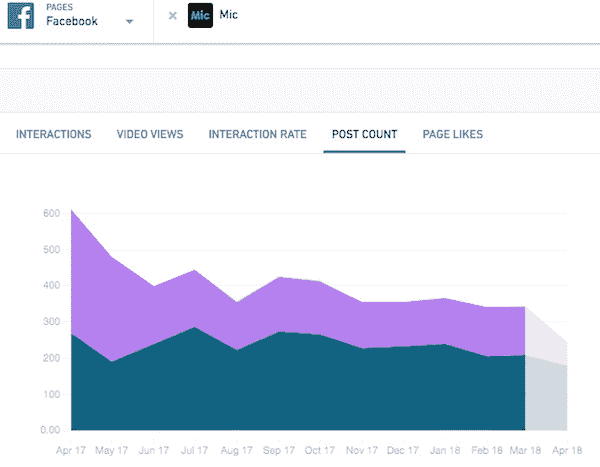 PAGES
Facebook
× Mic Mic
INTERACTIONS VIDEO VIEWS INTERACTION RATE POST COUNT PAGE LIKES
600
500
400
300
200
100
0.00
Apr 17 May 17 Jun 17 Jul 17 Aug 17 Sep 17 Oct 17 Nov 17 Dec 17 Jan 18 Feb 18 Mar 18 Apr 18